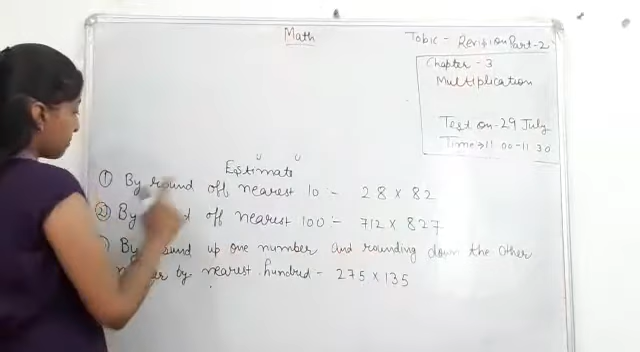 Math
Tobic - Revision Part-2
Chapter - 3
Multiplication
Test on - 29 July
Time → 11:00 - 11:30
Estimate
① By round off nearest 10 :- 28 × 82
② By off nearest 100 :- 712 × 827
By round up one number and rounding down the other
by nearest hundred - 275 × 135